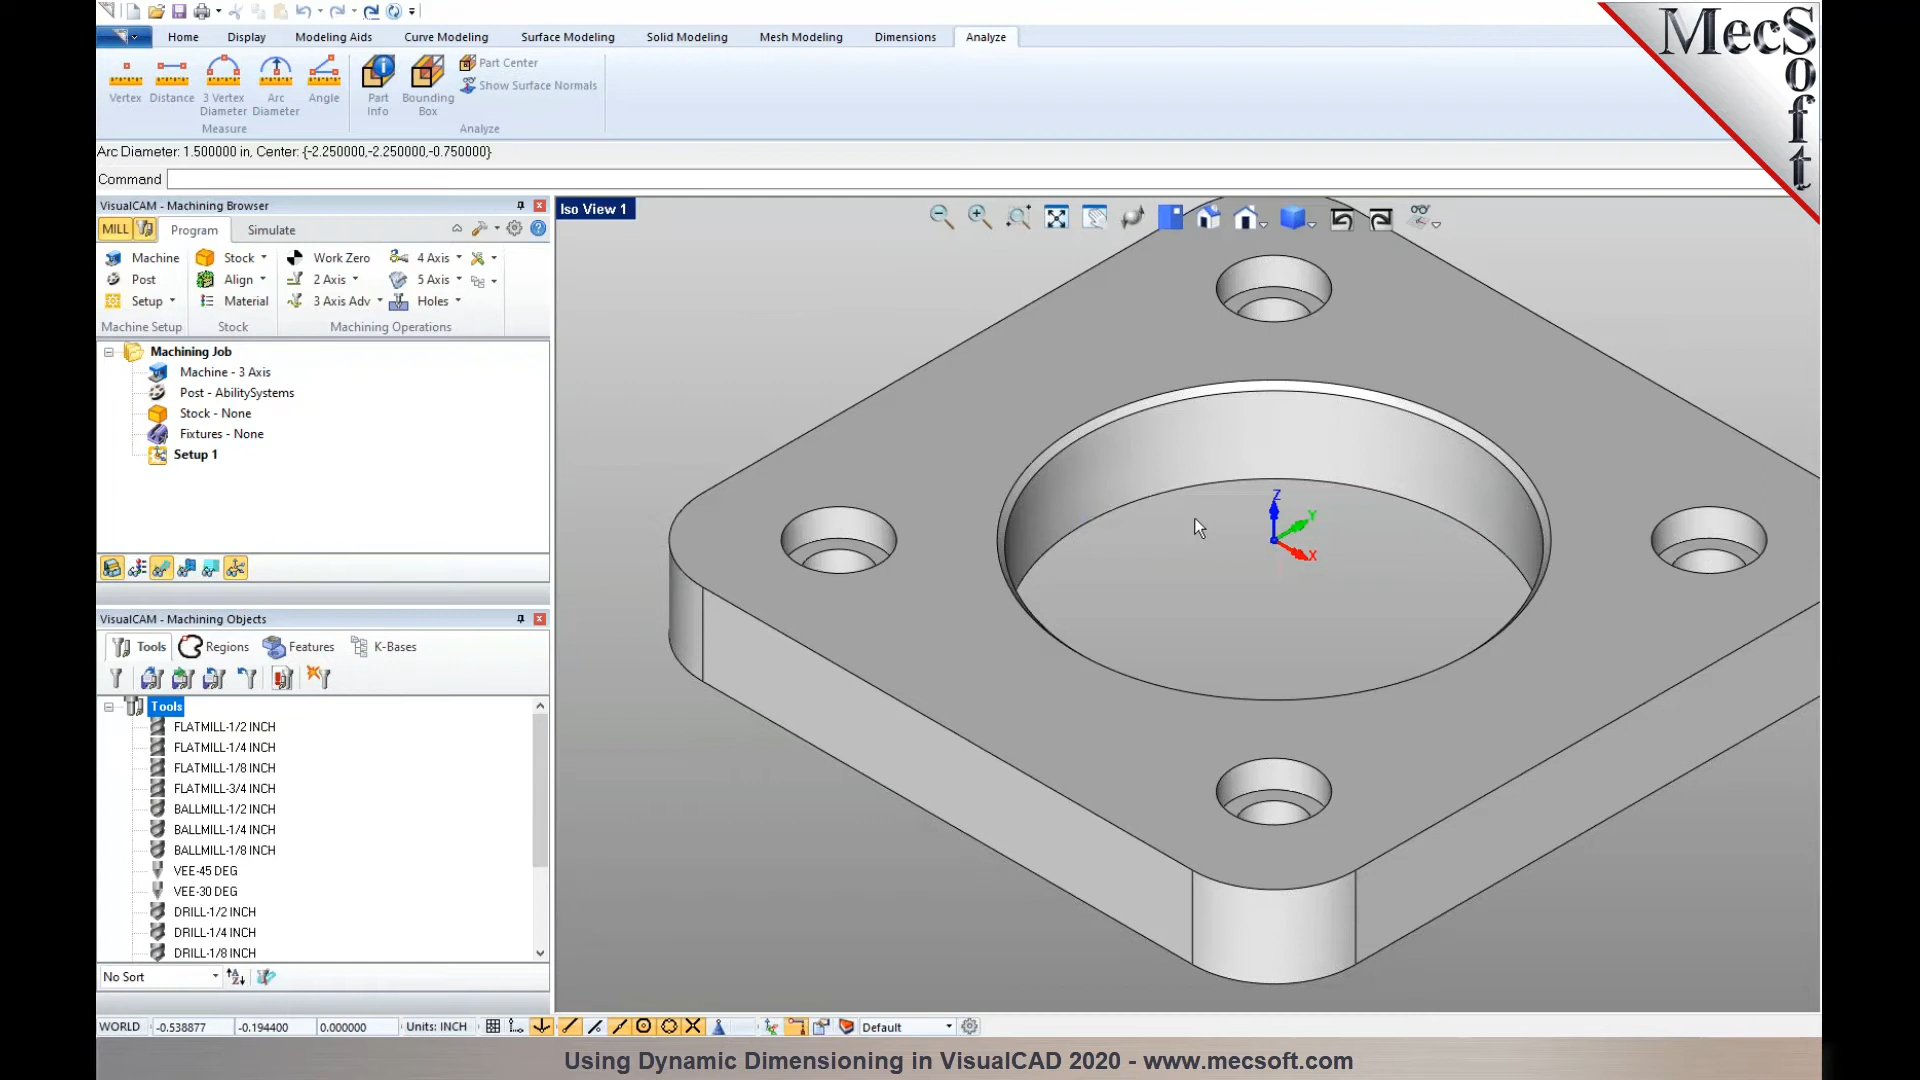 Home Display Modeling Aids Curve Modeling Surface Modeling Solid Modeling Mesh Modeling Dimensions Analyze
Vertex Distance 3 Vertex Diameter Arc Diameter Angle
Measure
Part Info Bounding Box Part Center
Show Surface Normals
Analyze
MecSoft
Arc Diameter: 1.500000 in, Center: {-2.250000,-2.250000,-0.750000}
Command
VisualCAM - Machining Browser
MILL Program Simulate
Machine Stock Work Zero 4 Axis
Post Align 2 Axis 5 Axis
Setup Material 3 Axis Adv Holes
Machine Setup Stock Machining Operations
Machining Job
Machine - 3 Axis
Post - AbilitySystems
Stock - None
Fixtures - None
Setup 1
VisualCAM - Machining Objects
Tools Regions Features K-Bases
Tools
FLATMILL-1/2 INCH
FLATMILL-1/4 INCH
FLATMILL-1/8 INCH
FLATMILL-3/4 INCH
BALLMILL-1/2 INCH
BALLMILL-1/4 INCH
BALLMILL-1/8 INCH
VEE-45 DEG
VEE-30 DEG
DRILL-1/2 INCH
DRILL-1/4 INCH
DRILL-1/8 INCH
No Sort
Iso View 1
Z
Y
X
WORLD -0.538877 -0.194400 0.000000 Units: INCH Default
Using Dynamic Dimensioning in VisualCAD 2020 - www.mecsoft.com